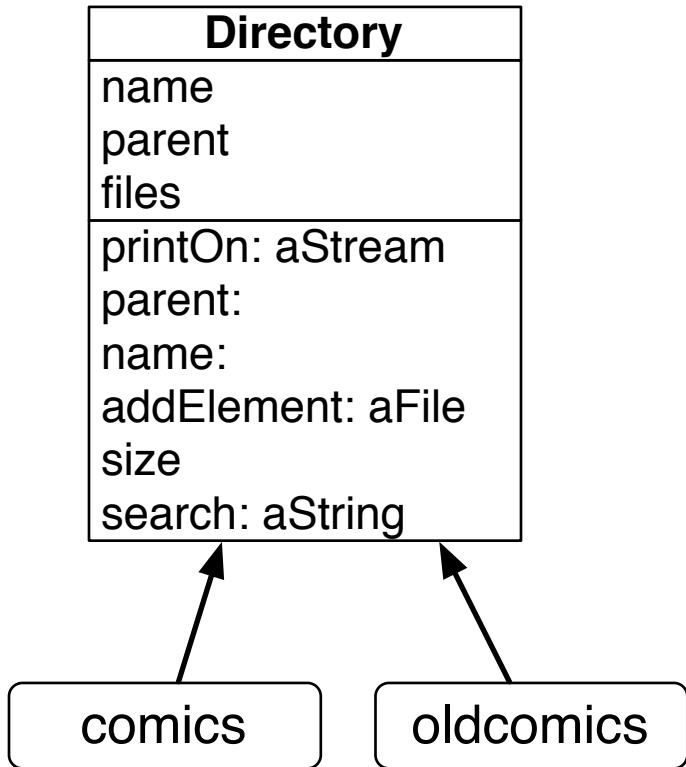 Directory
name
parent
files
printOn: aStream
parent:
name:
addElement: aFile
size
search: aString
comics
oldcomics